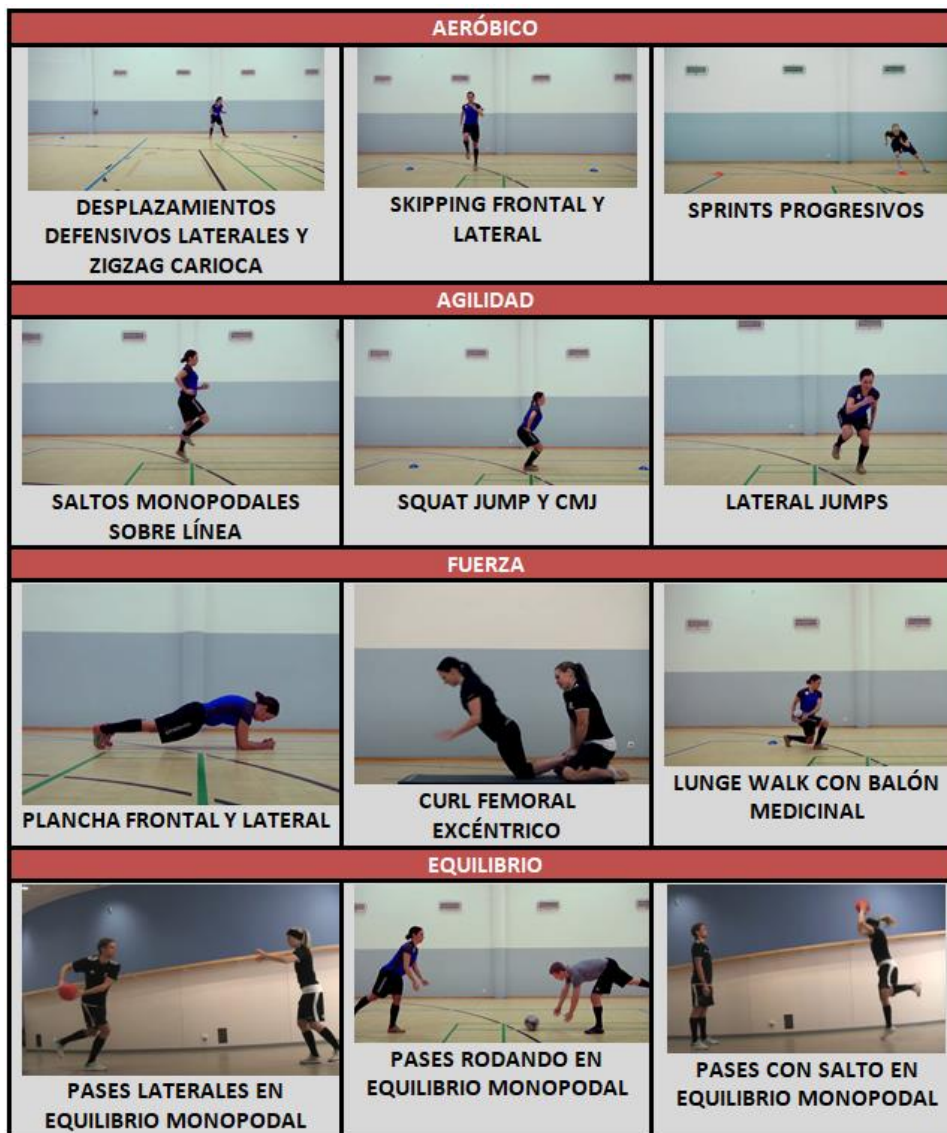 AERÓBICO
DESPLAZAMIENTOS
DEFENSIVOS LATERALES Y
ZIGZAG CARIOCA
SKIPPING FRONTAL Y
LATERAL
SPRINTS PROGRESIVOS
AGILIDAD
SALTOS MONOPODALES
SOBRE LÍNEA
SQUAT JUMP Y CMJ
LATERAL JUMPS
FUERZA
PLANCHA FRONTAL Y LATERAL
CURL FEMORAL
EXCÉNTRICO
LUNGE WALK CON BALÓN
MEDICINAL
EQUILIBRIO
PASES LATERALES EN
EQUILIBRIO MONOPODAL
PASES RODANDO EN
EQUILIBRIO MONOPODAL
PASES CON SALTO EN
EQUILIBRIO MONOPODAL